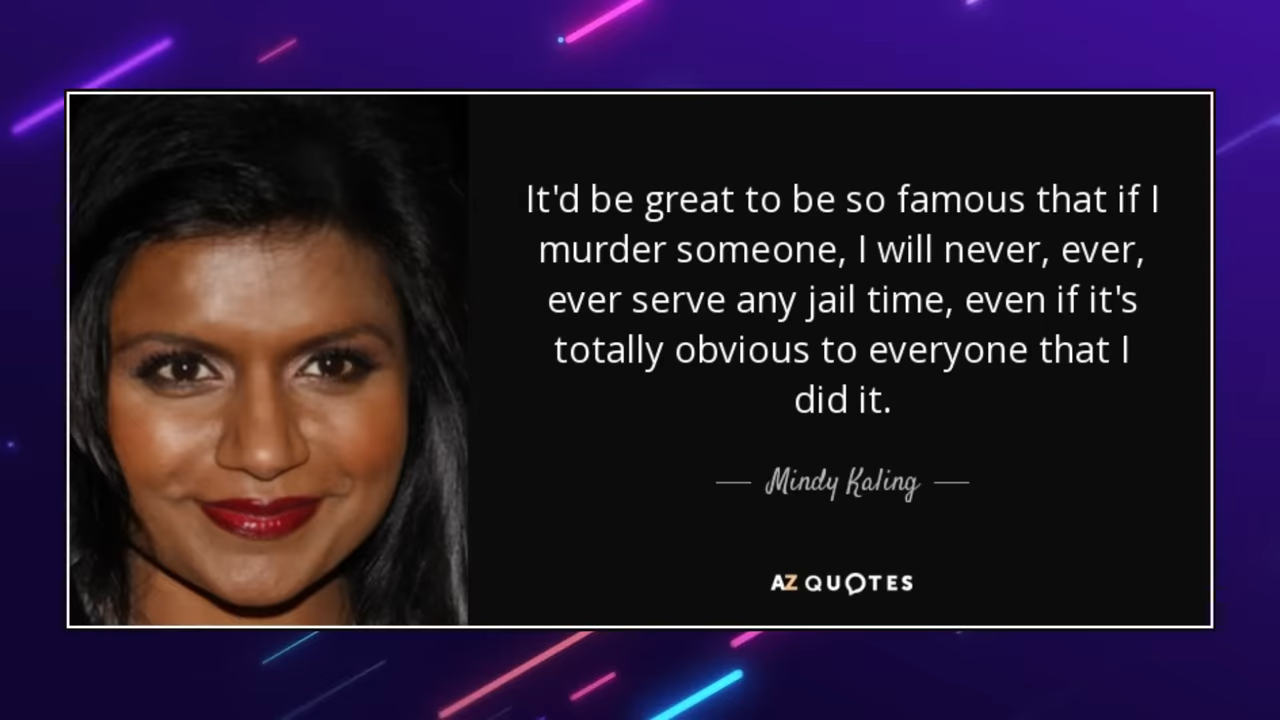 It'd be great to be so famous that if I
murder someone, I will never, ever,
ever serve any jail time, even if it's
totally obvious to everyone that I
did it.
Mindy Kaling
AZ QUOTES